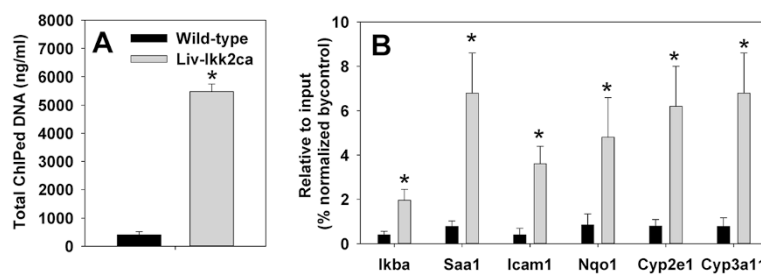 A
Wild-type
Liv-Ikk2ca
*
Total ChIPed DNA (ng/ml)
8000
7000
6000
5000
4000
3000
2000
1000
0
B
Relative to input
(% normalized bycontrol)
10
8
6
4
2
0
* * * * * *
Ikba Saa1 Icam1 Nqo1 Cyp2e1 Cyp3a11